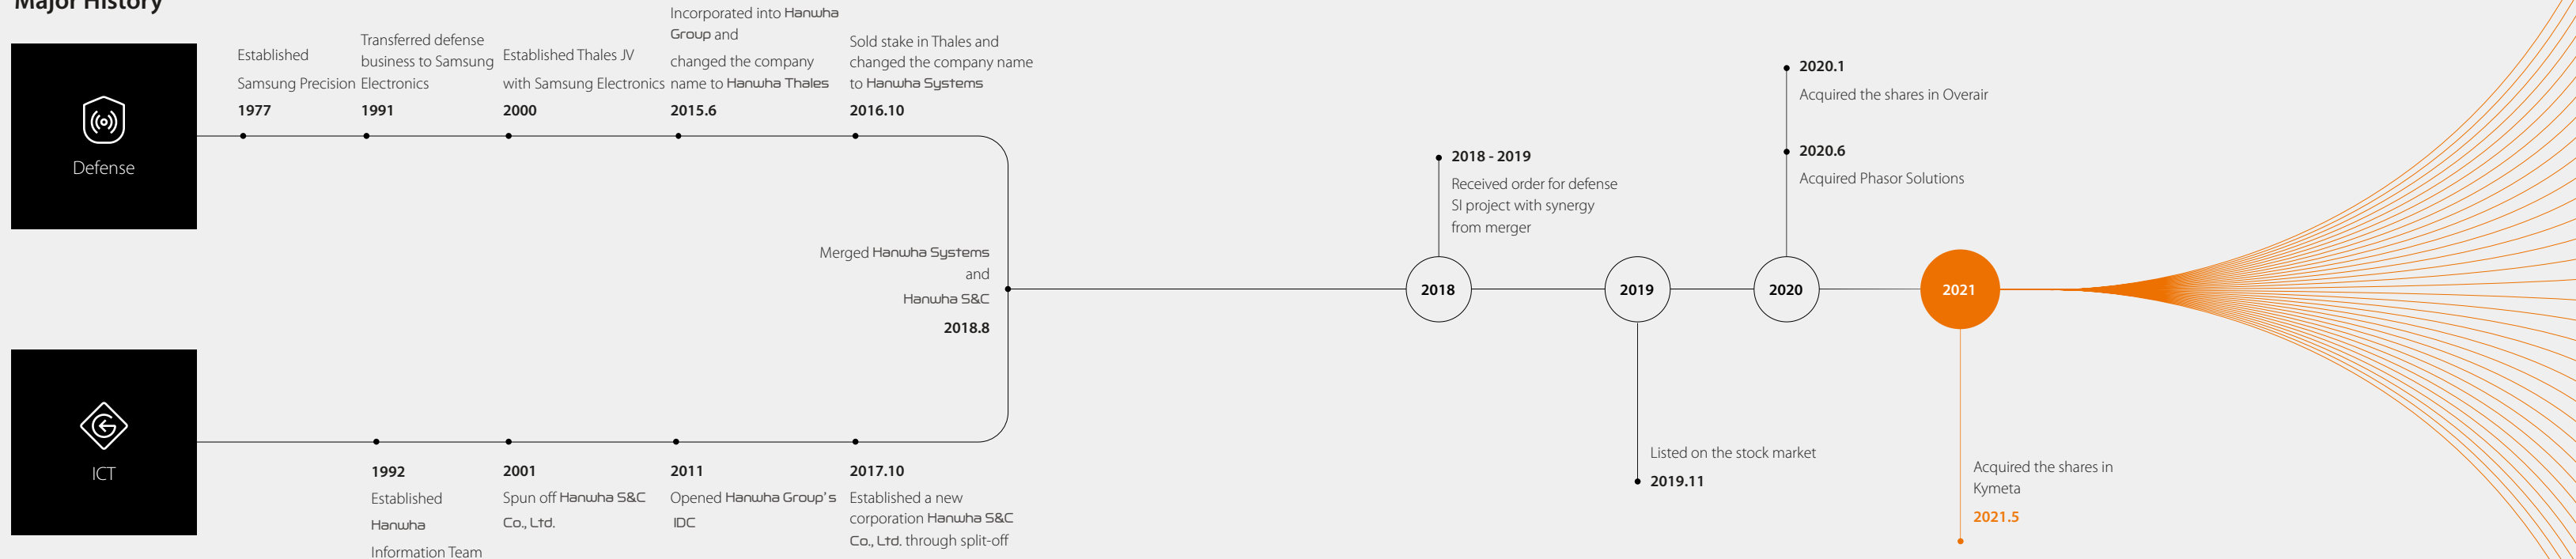 Major History
Defense
Established
Samsung Precision
1977
Transferred defense
business to Samsung
Electronics
1991
Established Thales JV
with Samsung Electronics
2000
Incorporated into Hanwha
Group and
changed the company
name to Hanwha Thales
2015.6
Sold stake in Thales and
changed the company name
to Hanwha Systems
2016.10
ICT
1992
Established
Hanwha
Information Team
2001
Spun off Hanwha S&C
Co., Ltd.
2011
Opened Hanwha Group's
IDC
2017.10
Established a new
corporation Hanwha S&C
Co., Ltd. through split-off
Merged Hanwha Systems
and
Hanwha S&C
2018.8
2018 - 2019
Received order for defense
SI project with synergy
from merger
2018
2019
Listed on the stock market
2019.11
2020.1
Acquired the shares in Overair
2020.6
Acquired Phasor Solutions
2020
2021
Acquired the shares in
Kymeta
2021.5